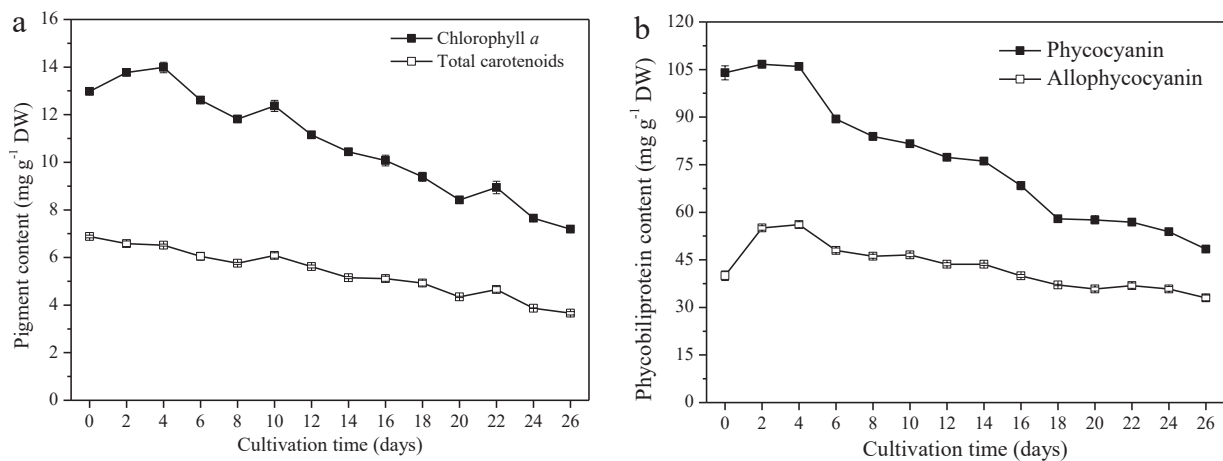 a
16
14
12
10
8
6
4
2
0
Pigment content (mg g⁻¹ DW)
Chlorophyll a
Total carotenoids
0 2 4 6 8 10 12 14 16 18 20 22 24 26
Cultivation time (days)
b
120
105
90
75
60
45
30
15
0
Phycobiliprotein content (mg g⁻¹ DW)
Phycocyanin
Allophycocyanin
0 2 4 6 8 10 12 14 16 18 20 22 24 26
Cultivation time (days)